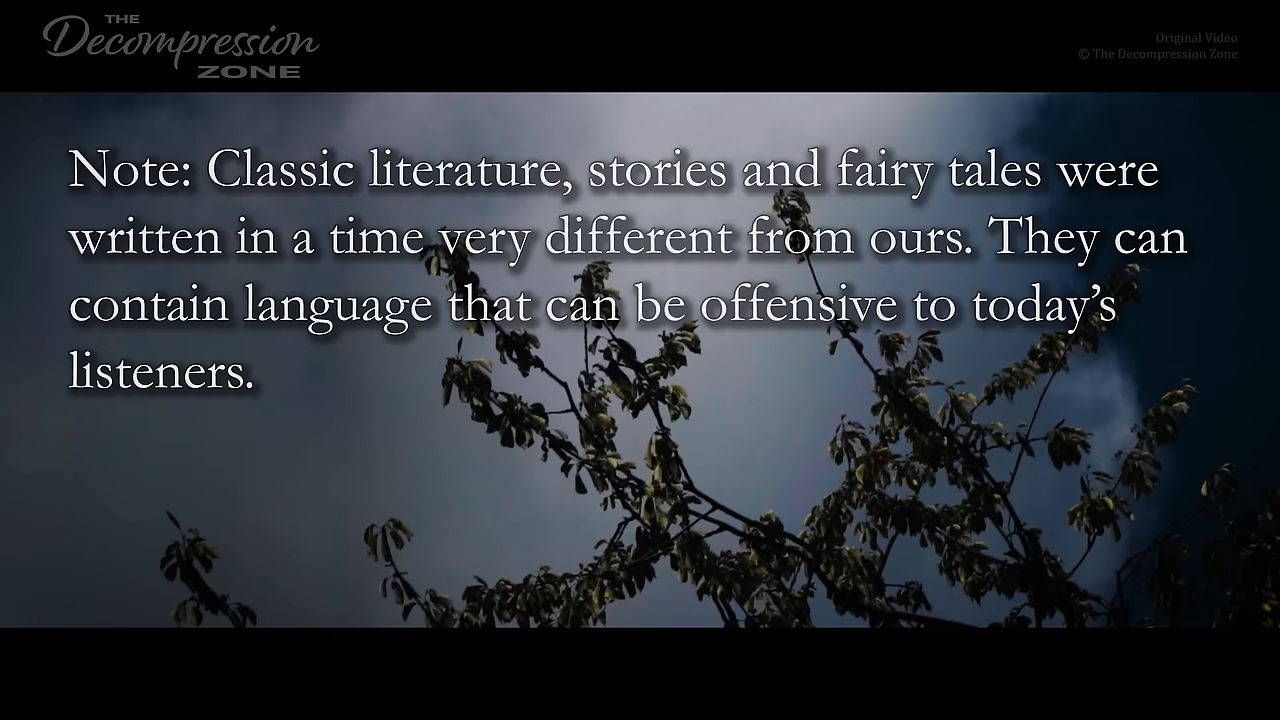 THE
Decompression
ZONE
Original Video
© The Decompression Zone
Note: Classic literature, stories and fairy tales were
written in a time very different from ours. They can
contain language that can be offensive to today’s
listeners.